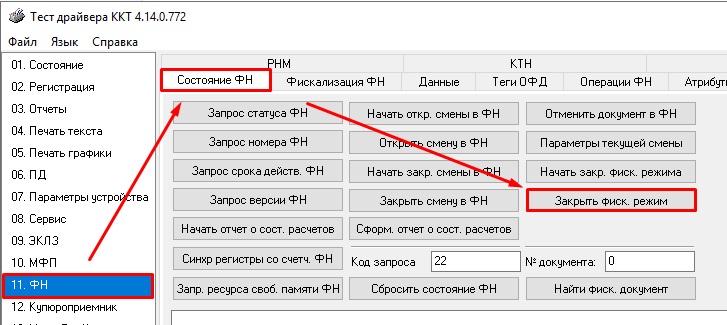 Тест драйвера ККТ 4.14.0.772
Файл Язык Справка
01. Состояние
02. Регистрация
03. Отчеты
04. Печать текста
05. Печать графики
06. ПД
07. Параметры устройства
08. Сервис
09. ЭКЛЗ
10. МФП
11. ФН
12. Купюроприемник
РНМ КТН
Состояние ФН Фискализация ФН Данные Теги ОФД Операции ФН Атрибуты
Запрос статуса ФН Начать откр. смены в ФН Отменить документ в ФН
Запрос номера ФН Открыть смену в ФН Параметры текущей смены
Запрос срока действ. ФН Начать закр. смены в ФН Начать закр. фиск. режима
Запрос версии ФН Закрыть смену в ФН Закрыть фиск. режим
Начать отчет о сост. расчетов Сформ. отчет о сост. расчетов
Синхр регистры со счетч. ФН Код запроса 22 № документа: 0
Запр. ресурса своб. памяти ФН Сбросить состояние ФН Найти фиск. документ